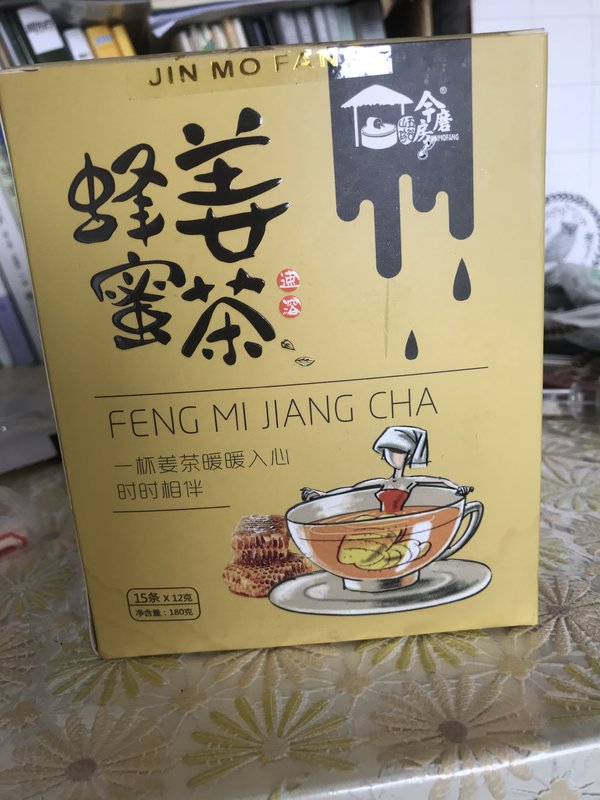 JIN MO FAN
今磨房
®
JINMOFANG
蜂蜜
姜茶
速溶
FENG MI JIANG CHA
一杯姜茶暖暖入心
时时相伴
15条 X 12克
净含量：180克